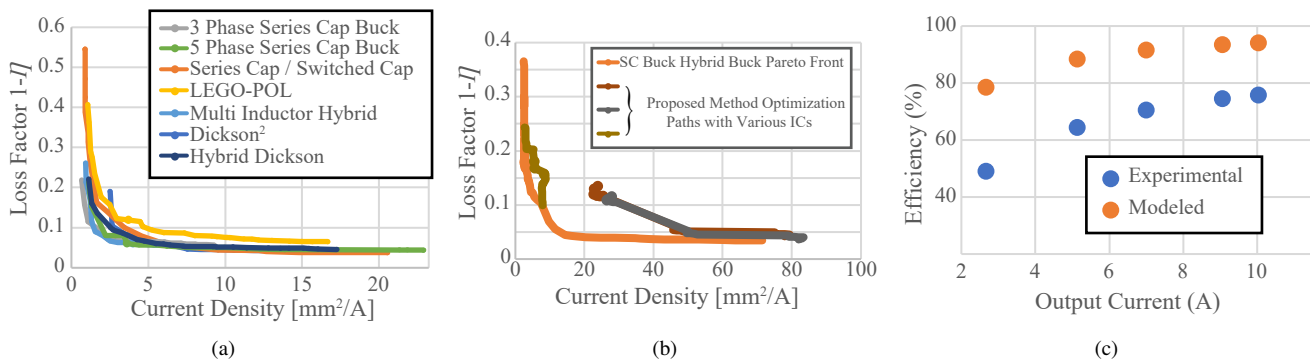 0.6
0.5
0.4
0.3
0.2
0.1
0
0
5
10
15
20
Loss Factor 1-η
Current Density [mm²/A]
3 Phase Series Cap Buck
5 Phase Series Cap Buck
Series Cap / Switched Cap
LEGO-POL
Multi Inductor Hybrid
Dickson²
Hybrid Dickson
(a)
0.4
0.3
0.2
0.1
0
0
20
40
60
80
100
Loss Factor 1-η
Current Density [mm²/A]
SC Buck Hybrid Buck Pareto Front
Proposed Method Optimization
Paths with Various ICs
(b)
100
80
60
40
2
4
6
8
10
Efficiency (%)
Output Current (A)
Experimental
Modeled
(c)